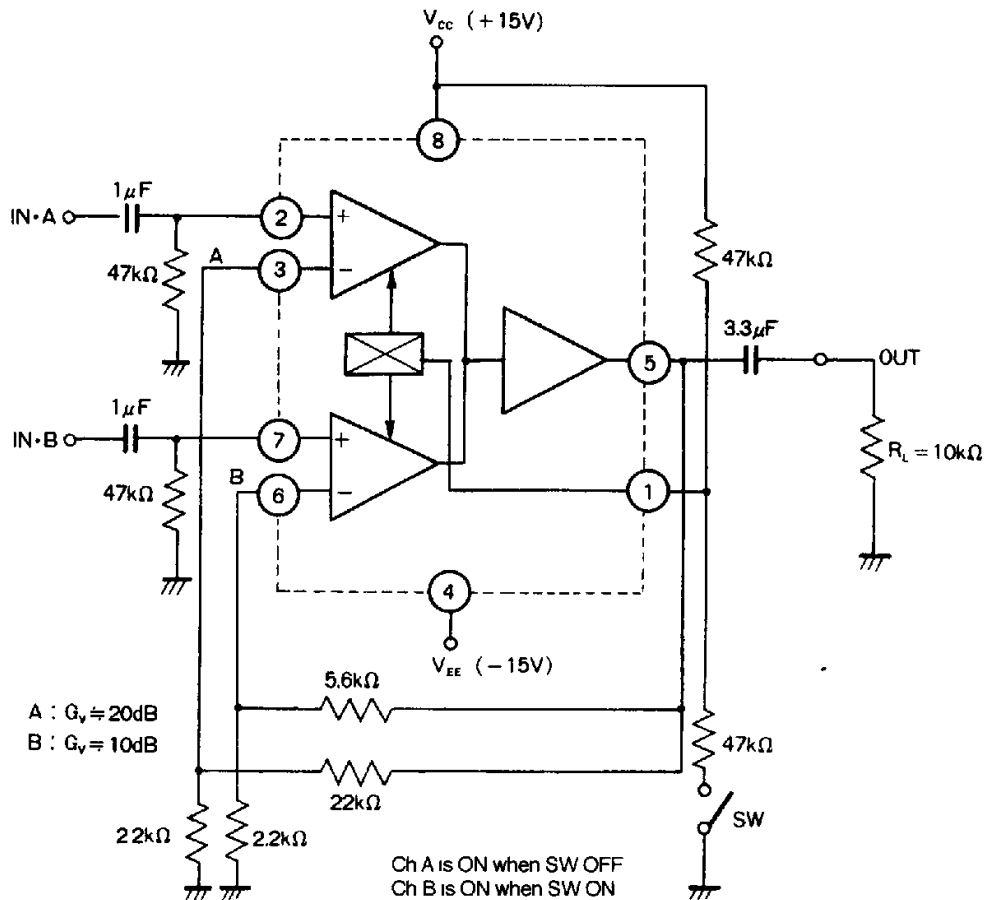 Vcc (+15V)
8
1μF
IN·A
2
+
A
3
−
47kΩ
47kΩ
3.3μF
5
OUT
1μF
IN·B
7
+
B
6
−
47kΩ
1
RL=10kΩ
4
VEE (−15V)
5.6kΩ
A : Gv≒20dB
B : Gv≒10dB
47kΩ
22kΩ
SW
22kΩ
2.2kΩ
Ch A is ON when SW OFF
Ch B is ON when SW ON